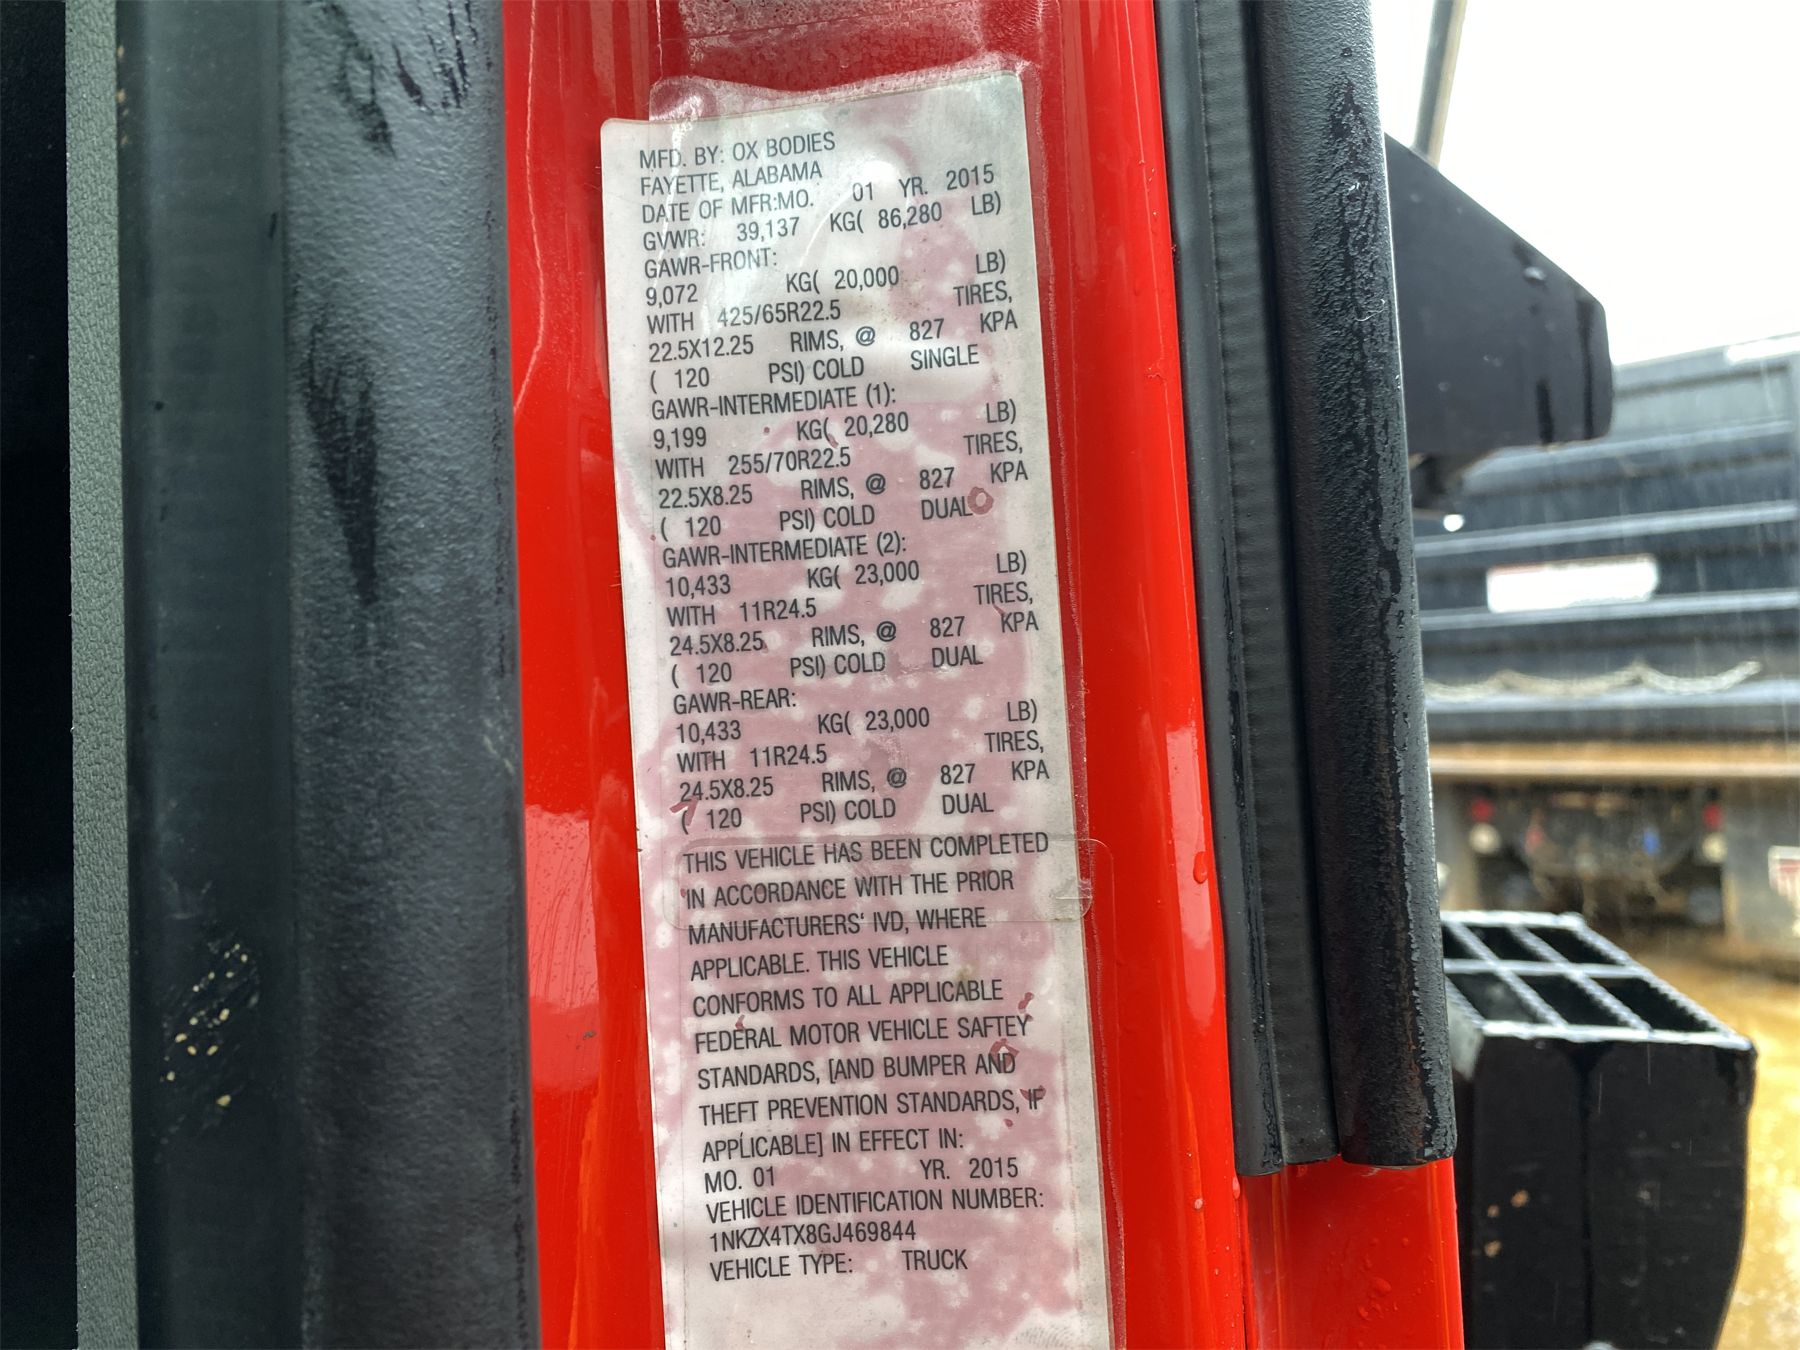 MFD. BY: OX BODIES
FAYETTE, ALABAMA
DATE OF MFR:MO. 01 YR. 2015
GVWR: 39,137 KG( 86,280 LB)
GAWR-FRONT:
9,072 KG( 20,000 LB)
WITH 425/65R22.5 TIRES,
22.5X12.25 RIMS, @ 827 KPA
( 120 PSI) COLD SINGLE
GAWR-INTERMEDIATE (1):
9,199 KG( 20,280 LB)
WITH 255/70R22.5 TIRES,
22.5X8.25 RIMS, @ 827 KPA
( 120 PSI) COLD DUAL
GAWR-INTERMEDIATE (2):
10,433 KG( 23,000 LB)
WITH 11R24.5 TIRES,
24.5X8.25 RIMS, @ 827 KPA
( 120 PSI) COLD DUAL
GAWR-REAR:
10,433 KG( 23,000 LB)
WITH 11R24.5 TIRES,
24.5X8.25 RIMS, @ 827 KPA
( 120 PSI) COLD DUAL
THIS VEHICLE HAS BEEN COMPLETED
IN ACCORDANCE WITH THE PRIOR
MANUFACTURERS' IVD, WHERE
APPLICABLE. THIS VEHICLE
CONFORMS TO ALL APPLICABLE
FEDERAL MOTOR VEHICLE SAFTEY
STANDARDS, [AND BUMPER AND
THEFT PREVENTION STANDARDS, IF
APPLICABLE] IN EFFECT IN:
MO. 01 YR. 2015
VEHICLE IDENTIFICATION NUMBER:
1NKZX4TX8GJ469844
VEHICLE TYPE: TRUCK